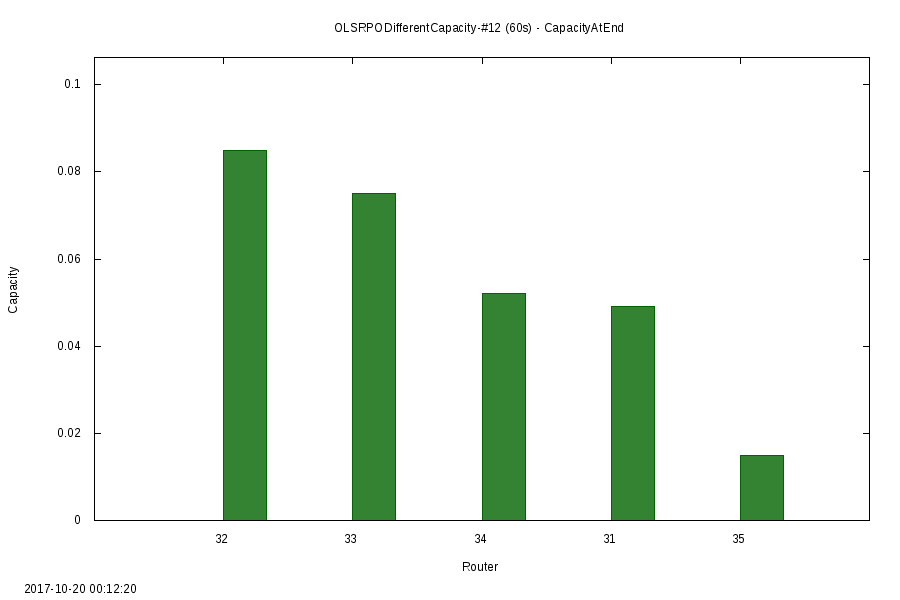 OLSRPODifferentCapacity-#12 (60s) - CapacityAtEnd
0.1
0.08
0.06
0.04
0.02
0
Capacity
32 33 34 31 35
Router
2017-10-20 00:12:20